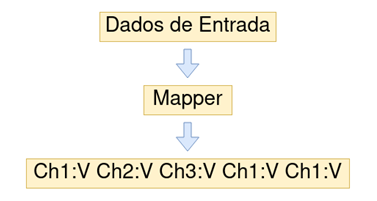 Dados de Entrada
Mapper
Ch1:V Ch2:V Ch3:V Ch1:V Ch1:V